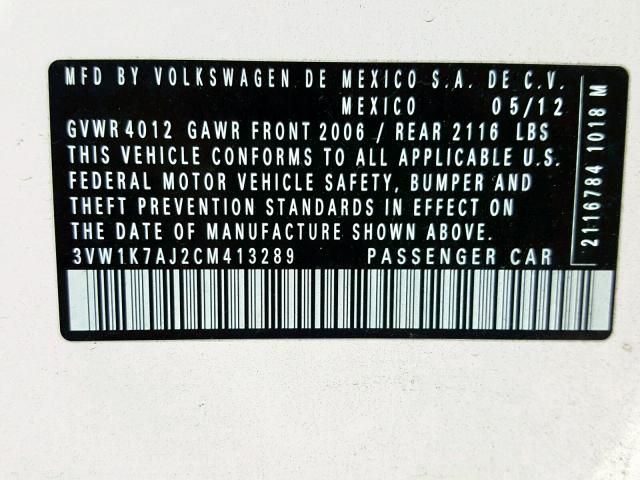 MFD BY VOLKSWAGEN DE MEXICO S.A. DE C.V.
MEXICO 05/12
GVWR 4012 GAWR FRONT 2006 / REAR 2116 LBS
THIS VEHICLE CONFORMS TO ALL APPLICABLE U.S.
FEDERAL MOTOR VEHICLE SAFETY, BUMPER AND
THEFT PREVENTION STANDARDS IN EFFECT ON
THE DATE OF MANUFACTURE SHOWN ABOVE.
3VW1K7AJ2CM413289 PASSENGER CAR
2116784 1018 M